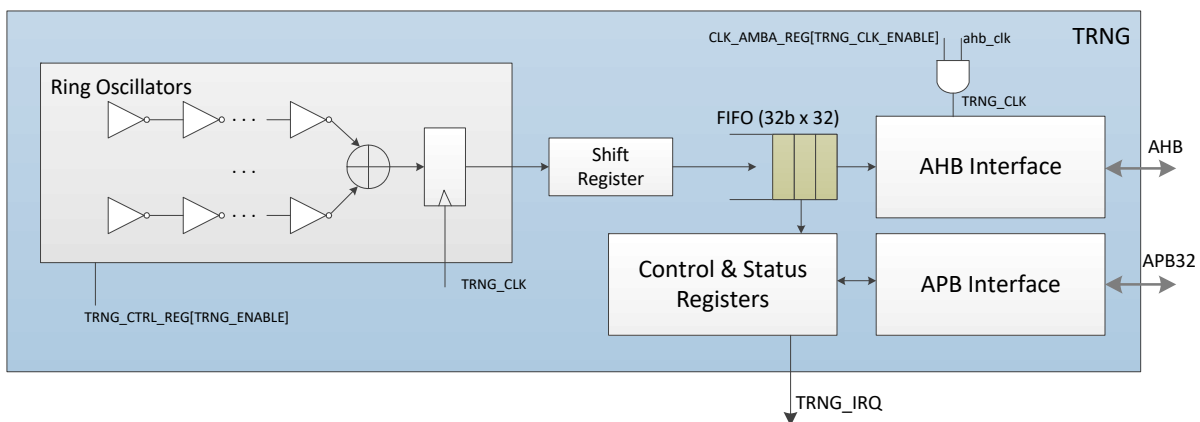 CLK_AMBA_REG[TRNG_CLK_ENABLE]
ahb_clk
TRNG
Ring Oscillators
TRNG_CLK
FIFO (32b x 32)
. . .
. . .
. . .
Shift
Register
AHB Interface
AHB
Control & Status
Registers
APB Interface
APB32
TRNG_CLK
TRNG_CTRL_REG[TRNG_ENABLE]
TRNG_IRQ